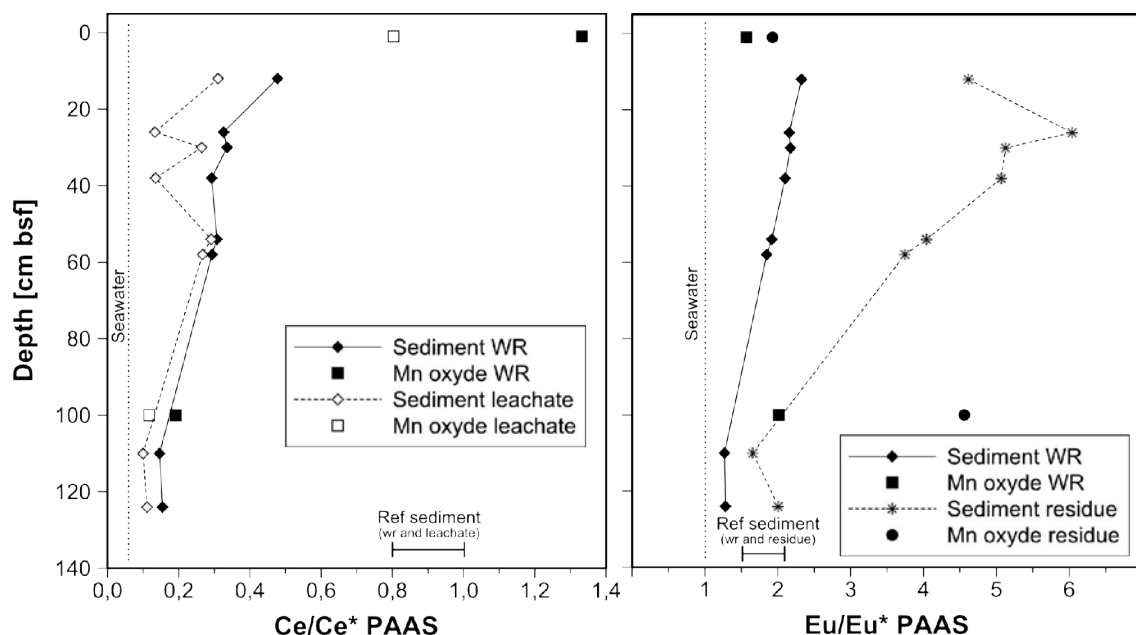 0
20
40
60
80
100
120
140
Depth [cm bsf]
Seawater
Sediment WR
Mn oxyde WR
Sediment leachate
Mn oxyde leachate
Ref sediment
(wr and leachate)
0,0 0,2 0,4 0,6 0,8 1,0 1,2 1,4
Ce/Ce* PAAS
Seawater
Sediment WR
Mn oxyde WR
Sediment residue
Mn oxyde residue
Ref sediment
(wr and residue)
1 2 3 4 5 6
Eu/Eu* PAAS